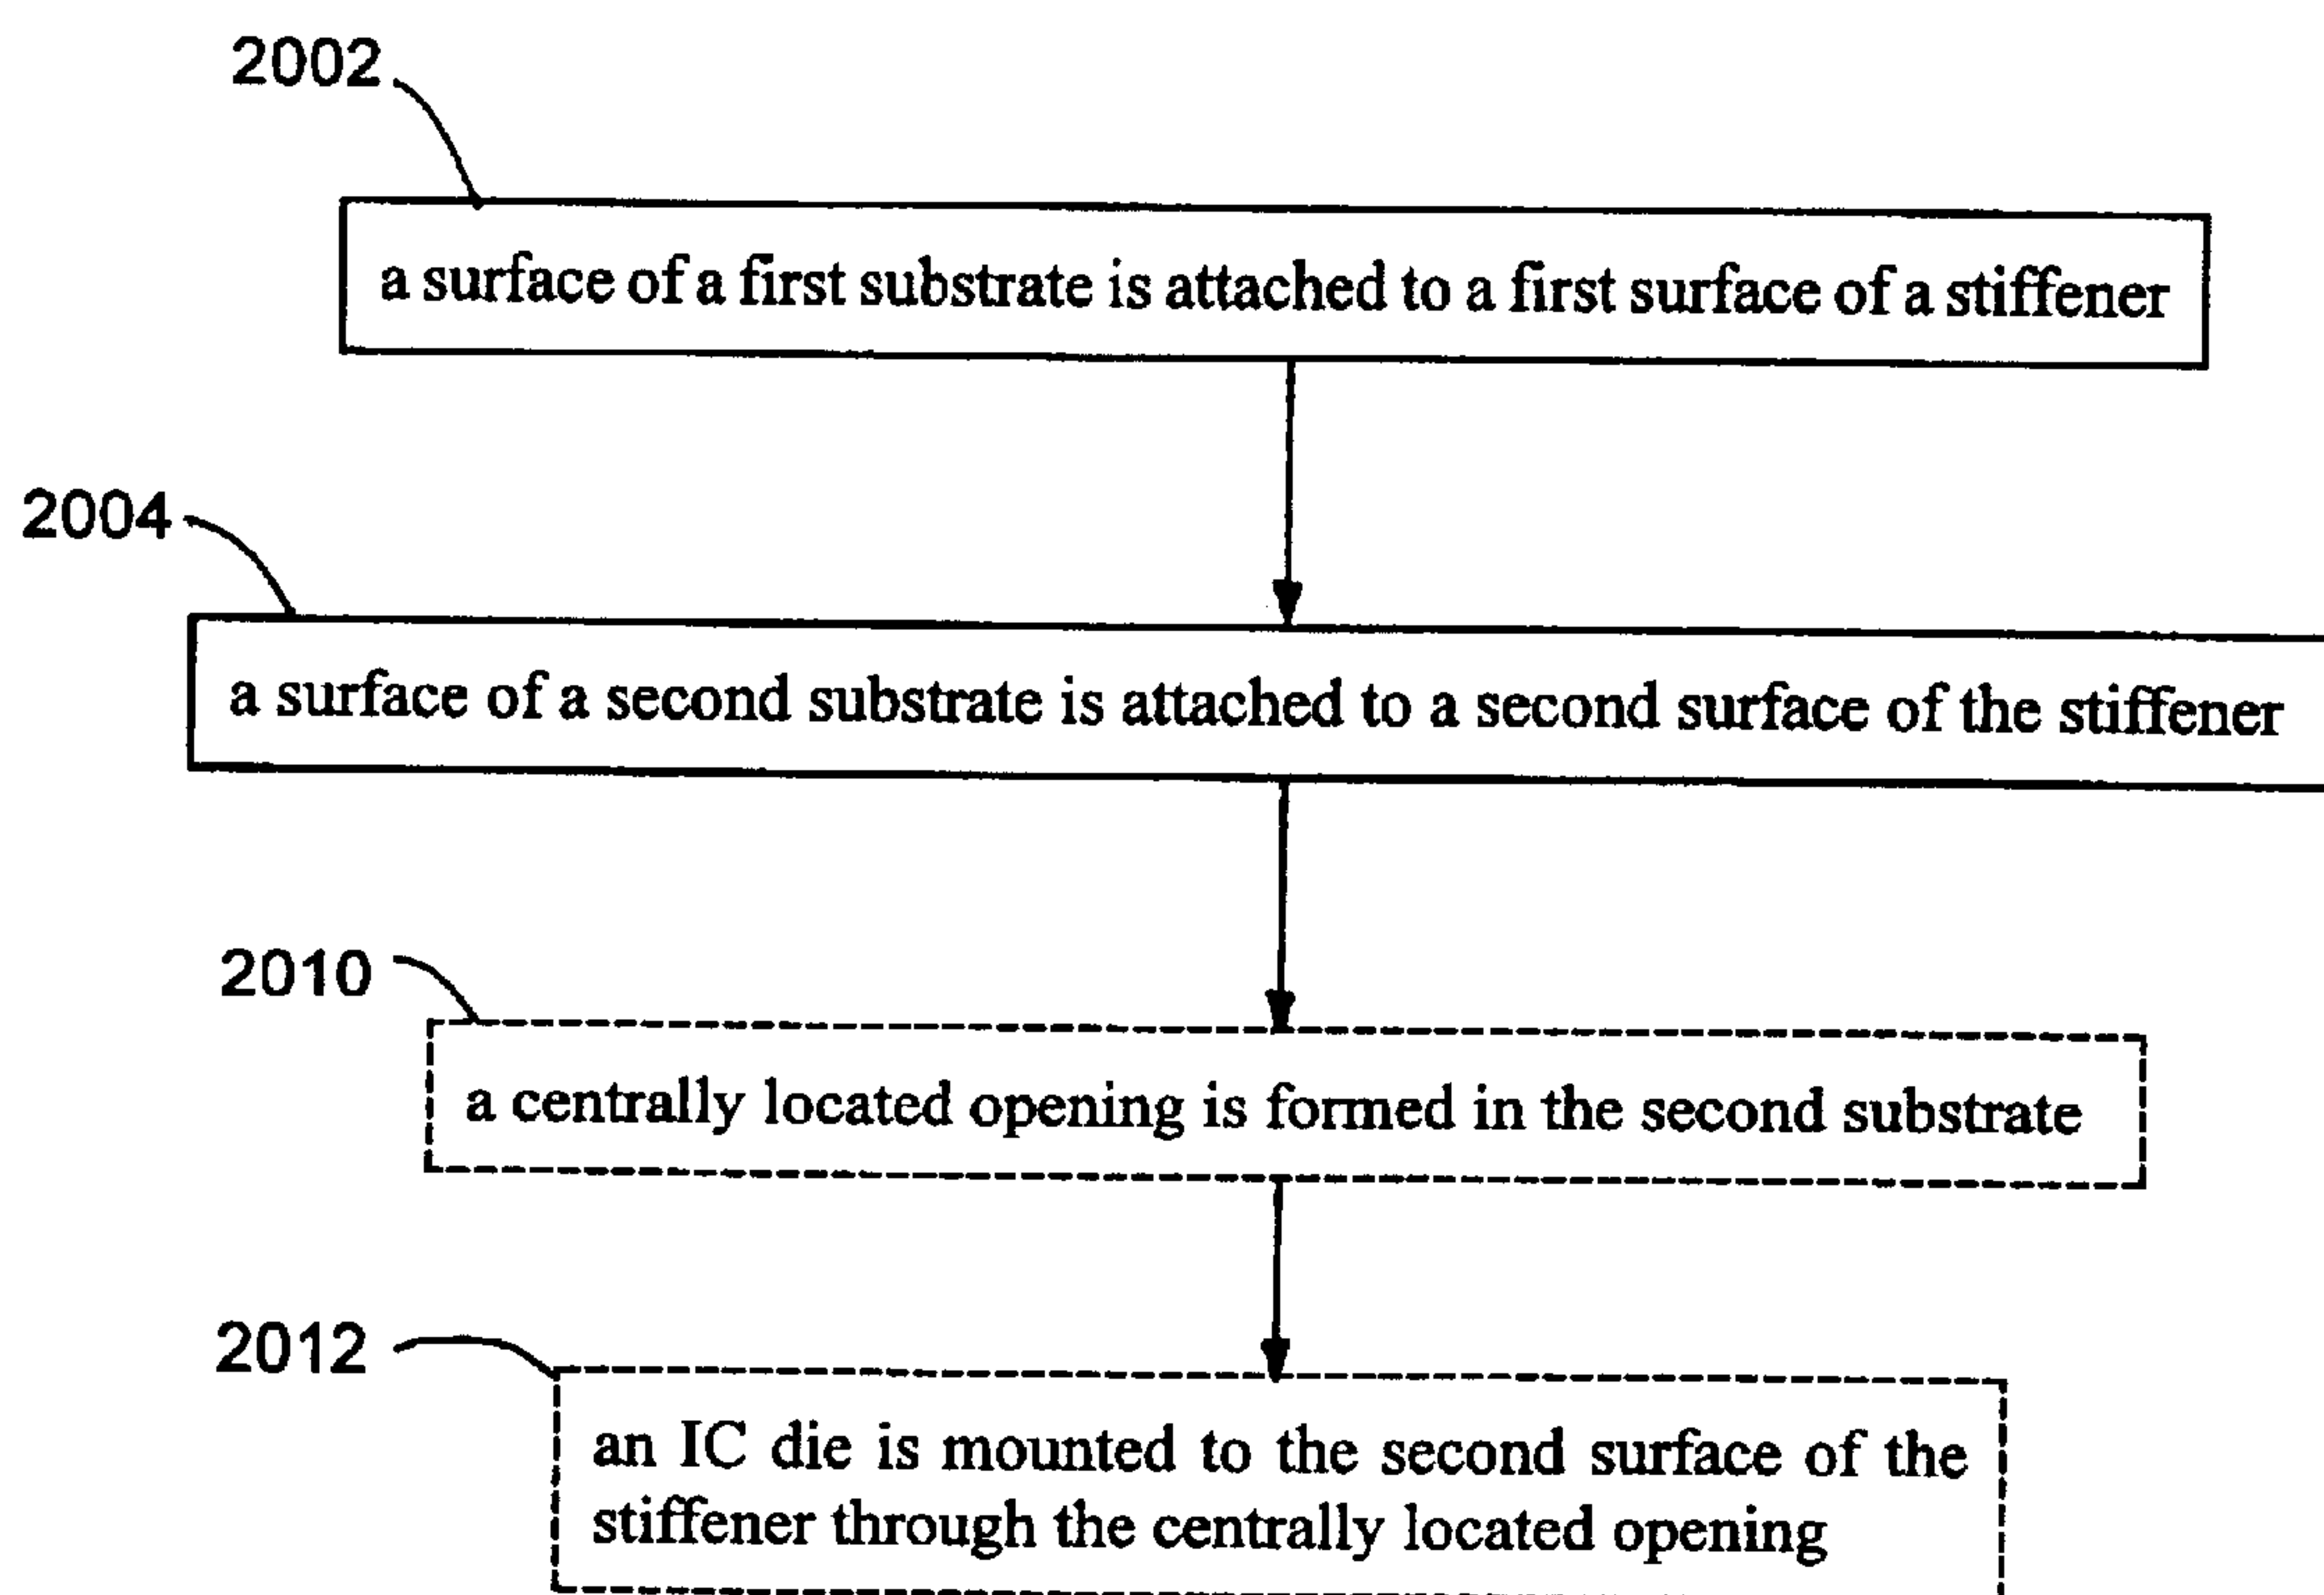 2002
a surface of a first substrate is attached to a first surface of a stiffener
2004
a surface of a second substrate is attached to a second surface of the stiffener
2010
a centrally located opening is formed in the second substrate
2012
an IC die is mounted to the second surface of the
stiffener through the centrally located opening